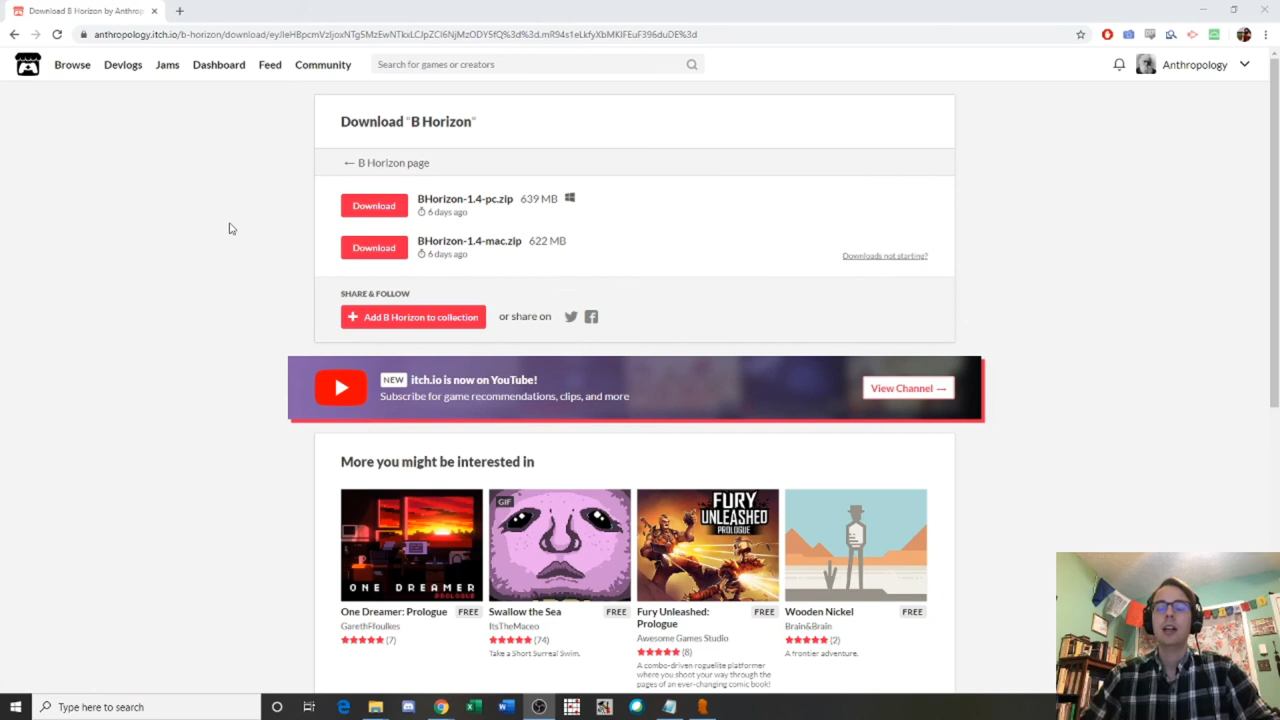 Download B Horizon by Anthrop
anthropology.itch.io/b-horizon/download/
Browse Devlogs Jams Dashboard Feed Community Search for games or creators Anthropology
Download "B Horizon"
← B Horizon page
Download BHorizon-1.4-pc.zip 639 MB
6 days ago
Download BHorizon-1.4-mac.zip 622 MB
6 days ago
Downloads not starting?
SHARE & FOLLOW
+ Add B Horizon to collection or share on
NEW itch.io is now on YouTube!
Subscribe for game recommendations, clips, and more
View Channel →
More you might be interested in
ONE DREAMER
PROLOGUE
GIF
FURY
UNLEASHED
PROLOGUE
One Dreamer: Prologue FREE
GarethFfoulkes
(7)
Swallow the Sea FREE
ItsTheMaceo
(74)
Take a Short Surreal Swim.
Fury Unleashed: Prologue FREE
Awesome Games Studio
(8)
A combo-driven roguelite platformer
where you shoot your way through the
pages of an ever-changing comic book!
Wooden Nickel FREE
Brain&Brain
(2)
A frontier adventure.
Type here to search